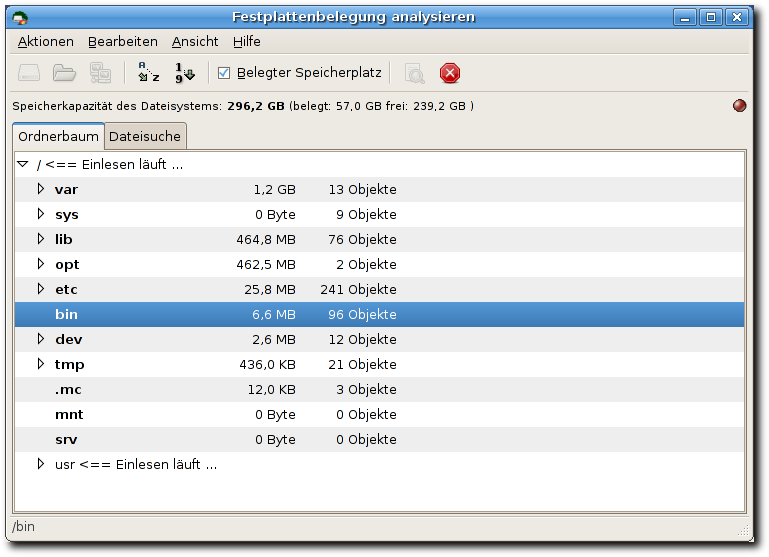 Festplattenbelegung analysieren
Aktionen Bearbeiten Ansicht Hilfe
A Z 1 9 Belegter Speicherplatz
Speicherkapazität des Dateisystems: 296,2 GB (belegt: 57,0 GB frei: 239,2 GB )
Ordnerbaum Dateisuche
/ <== Einlesen läuft ...
var 1,2 GB 13 Objekte
sys 0 Byte 9 Objekte
lib 464,8 MB 76 Objekte
opt 462,5 MB 2 Objekte
etc 25,8 MB 241 Objekte
bin 6,6 MB 96 Objekte
dev 2,6 MB 12 Objekte
tmp 436,0 KB 21 Objekte
.mc 12,0 KB 3 Objekte
mnt 0 Byte 0 Objekte
srv 0 Byte 0 Objekte
usr <== Einlesen läuft ...
/bin